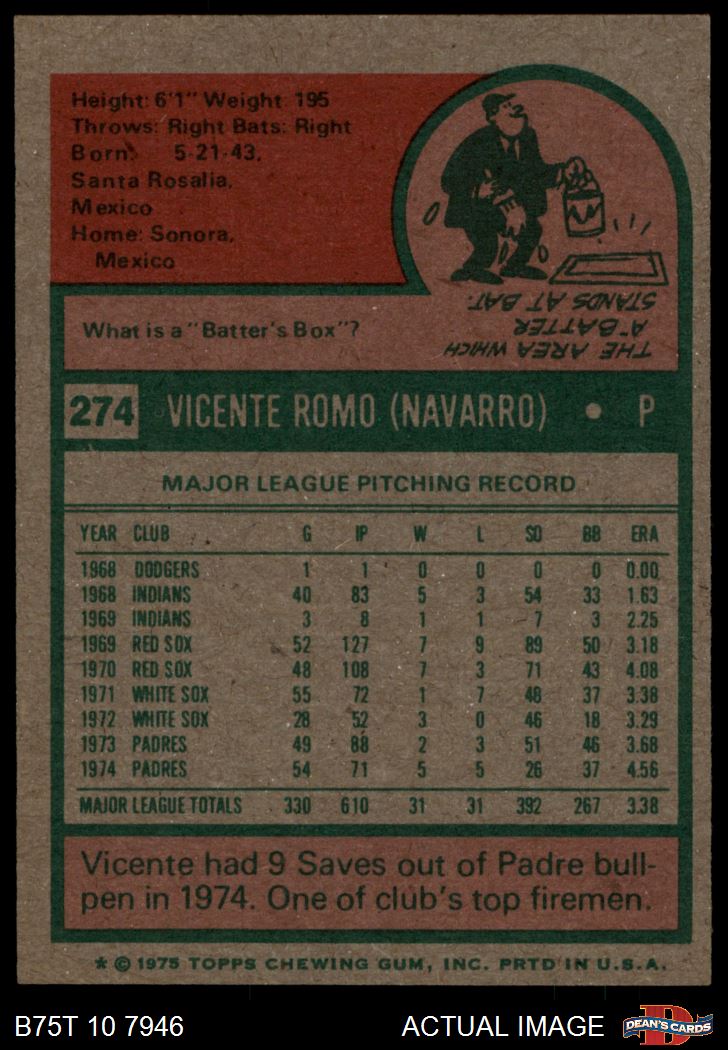 Height: 6'1" Weight: 195
Throws: Right Bats: Right
Born: 5-21-43,
Santa Rosalia,
Mexico
Home: Sonora,
Mexico
What is a "Batter's Box"?
THE AREA WHICH
A "BATTER
STANDS AT BAT.
274 VICENTE ROMO (NAVARRO) • P
MAJOR LEAGUE PITCHING RECORD
YEAR CLUB G IP W L SO BB ERA
1968 DODGERS 1 1 0 0 0 0 0.00
1968 INDIANS 40 83 5 3 54 33 1.63
1969 INDIANS 3 8 1 1 7 3 2.25
1969 RED SOX 52 127 7 9 89 50 3.18
1970 RED SOX 48 108 7 3 71 43 4.08
1971 WHITE SOX 55 72 1 7 48 37 3.38
1972 WHITE SOX 28 52 3 0 46 18 3.29
1973 PADRES 49 88 2 3 51 46 3.68
1974 PADRES 54 71 5 5 26 37 4.56
MAJOR LEAGUE TOTALS 330 610 31 31 392 267 3.38
Vicente had 9 Saves out of Padre bull-
pen in 1974. One of club's top firemen.
* © 1975 TOPPS CHEWING GUM, INC. PRTD IN U.S.A.
B75T 10 7946 ACTUAL IMAGE
D
DEAN'S CARDS